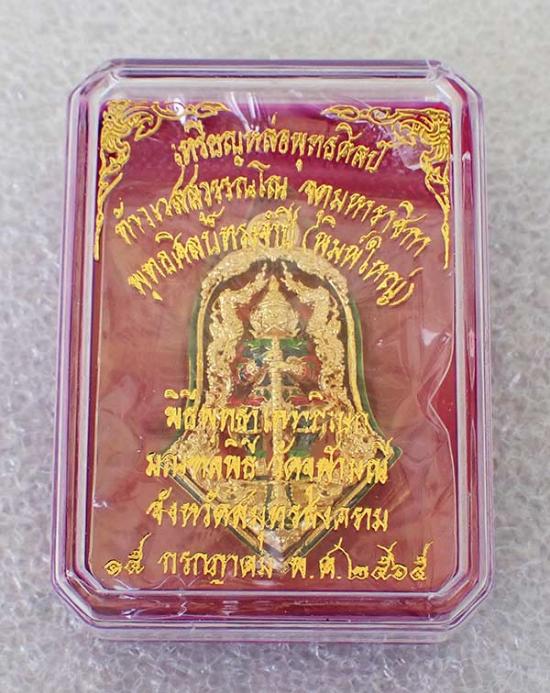 เหรียญหล่อพุทธศิลป์
ท้าวเวสสุวรรณโณ จตุมหาราชิกา
พุทธศิลป์ทรงจำปี (พิมพ์ใหญ่)
พิธีพุทธาภิเษก
มณฑลพิธี วัดจุฬามณี
จังหวัดสมุทรสงคราม
๑๕ กรกฎาคม พ.ศ.๒๕๖๕